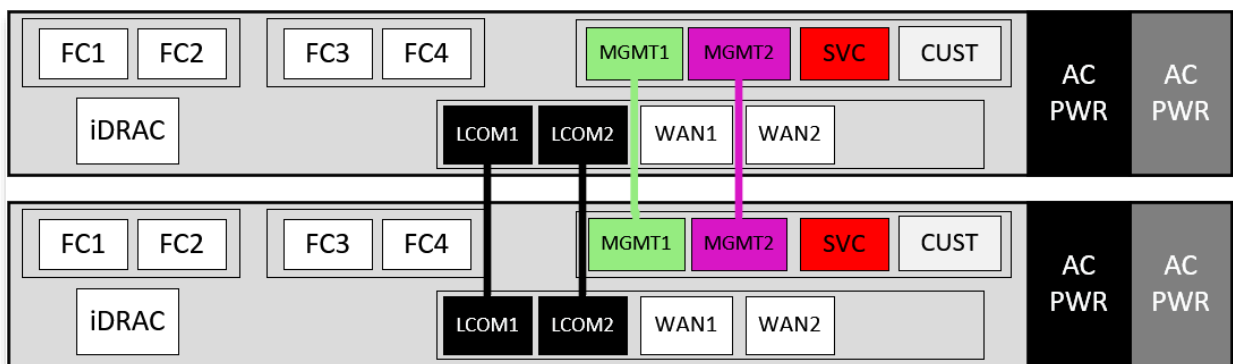 FC1 FC2 FC3 FC4 MGMT1 MGMT2 SVC CUST
AC PWR AC PWR
iDRAC LCOM1 LCOM2 WAN1 WAN2
FC1 FC2 FC3 FC4 MGMT1 MGMT2 SVC CUST
AC PWR AC PWR
iDRAC LCOM1 LCOM2 WAN1 WAN2